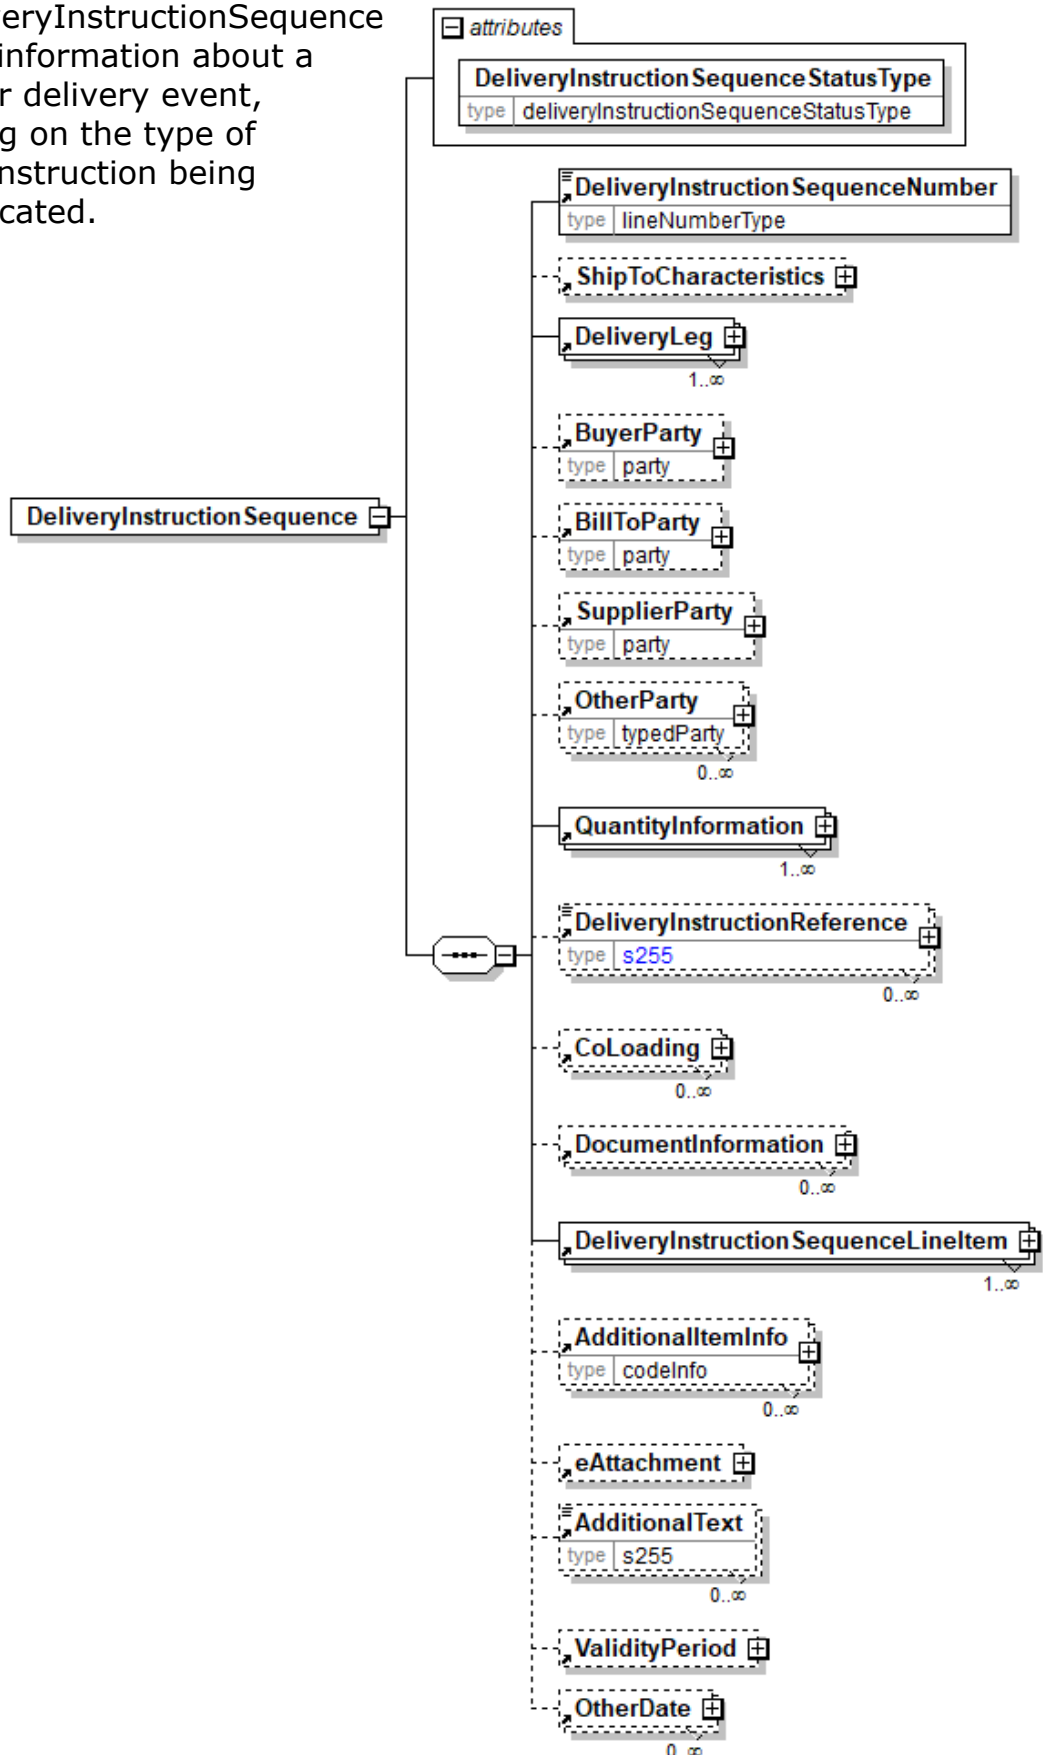 veryInstructionSequence
information about a
r delivery event,
g on the type of
nstruction being
cated.
attributes
DeliveryInstructionSequenceStatusType
type deliveryInstructionSequenceStatusType
DeliveryInstructionSequenceNumber
type lineNumberType
ShipToCharacteristics
DeliveryLeg
1..∞
BuyerParty
type party
DeliveryInstructionSequence
BillToParty
type party
SupplierParty
type party
OtherParty
type typedParty
0..∞
QuantityInformation
1..∞
DeliveryInstructionReference
type s255
0..∞
CoLoading
0..∞
DocumentInformation
0..∞
DeliveryInstructionSequenceLineItem
1..∞
AdditionalItemInfo
type codeInfo
0..∞
eAttachment
AdditionalText
type s255
0..∞
ValidityPeriod
OtherDate
0..∞